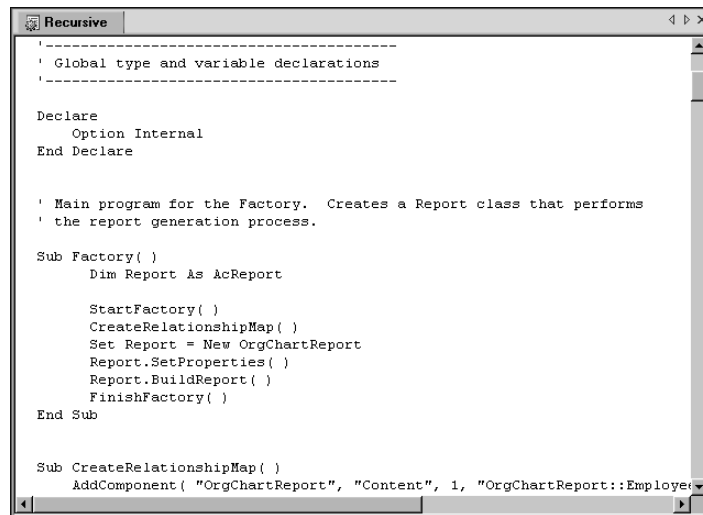 Recursive
'----------------------------------------
' Global type and variable declarations
'----------------------------------------
Declare
Option Internal
End Declare
' Main program for the Factory. Creates a Report class that performs
' the report generation process.
Sub Factory( )
Dim Report As AcReport
StartFactory( )
CreateRelationshipMap( )
Set Report = New OrgChartReport
Report.SetProperties( )
Report.BuildReport( )
FinishFactory( )
End Sub
Sub CreateRelationshipMap( )
AddComponent( "OrgChartReport", "Content", 1, "OrgChartReport::Employee